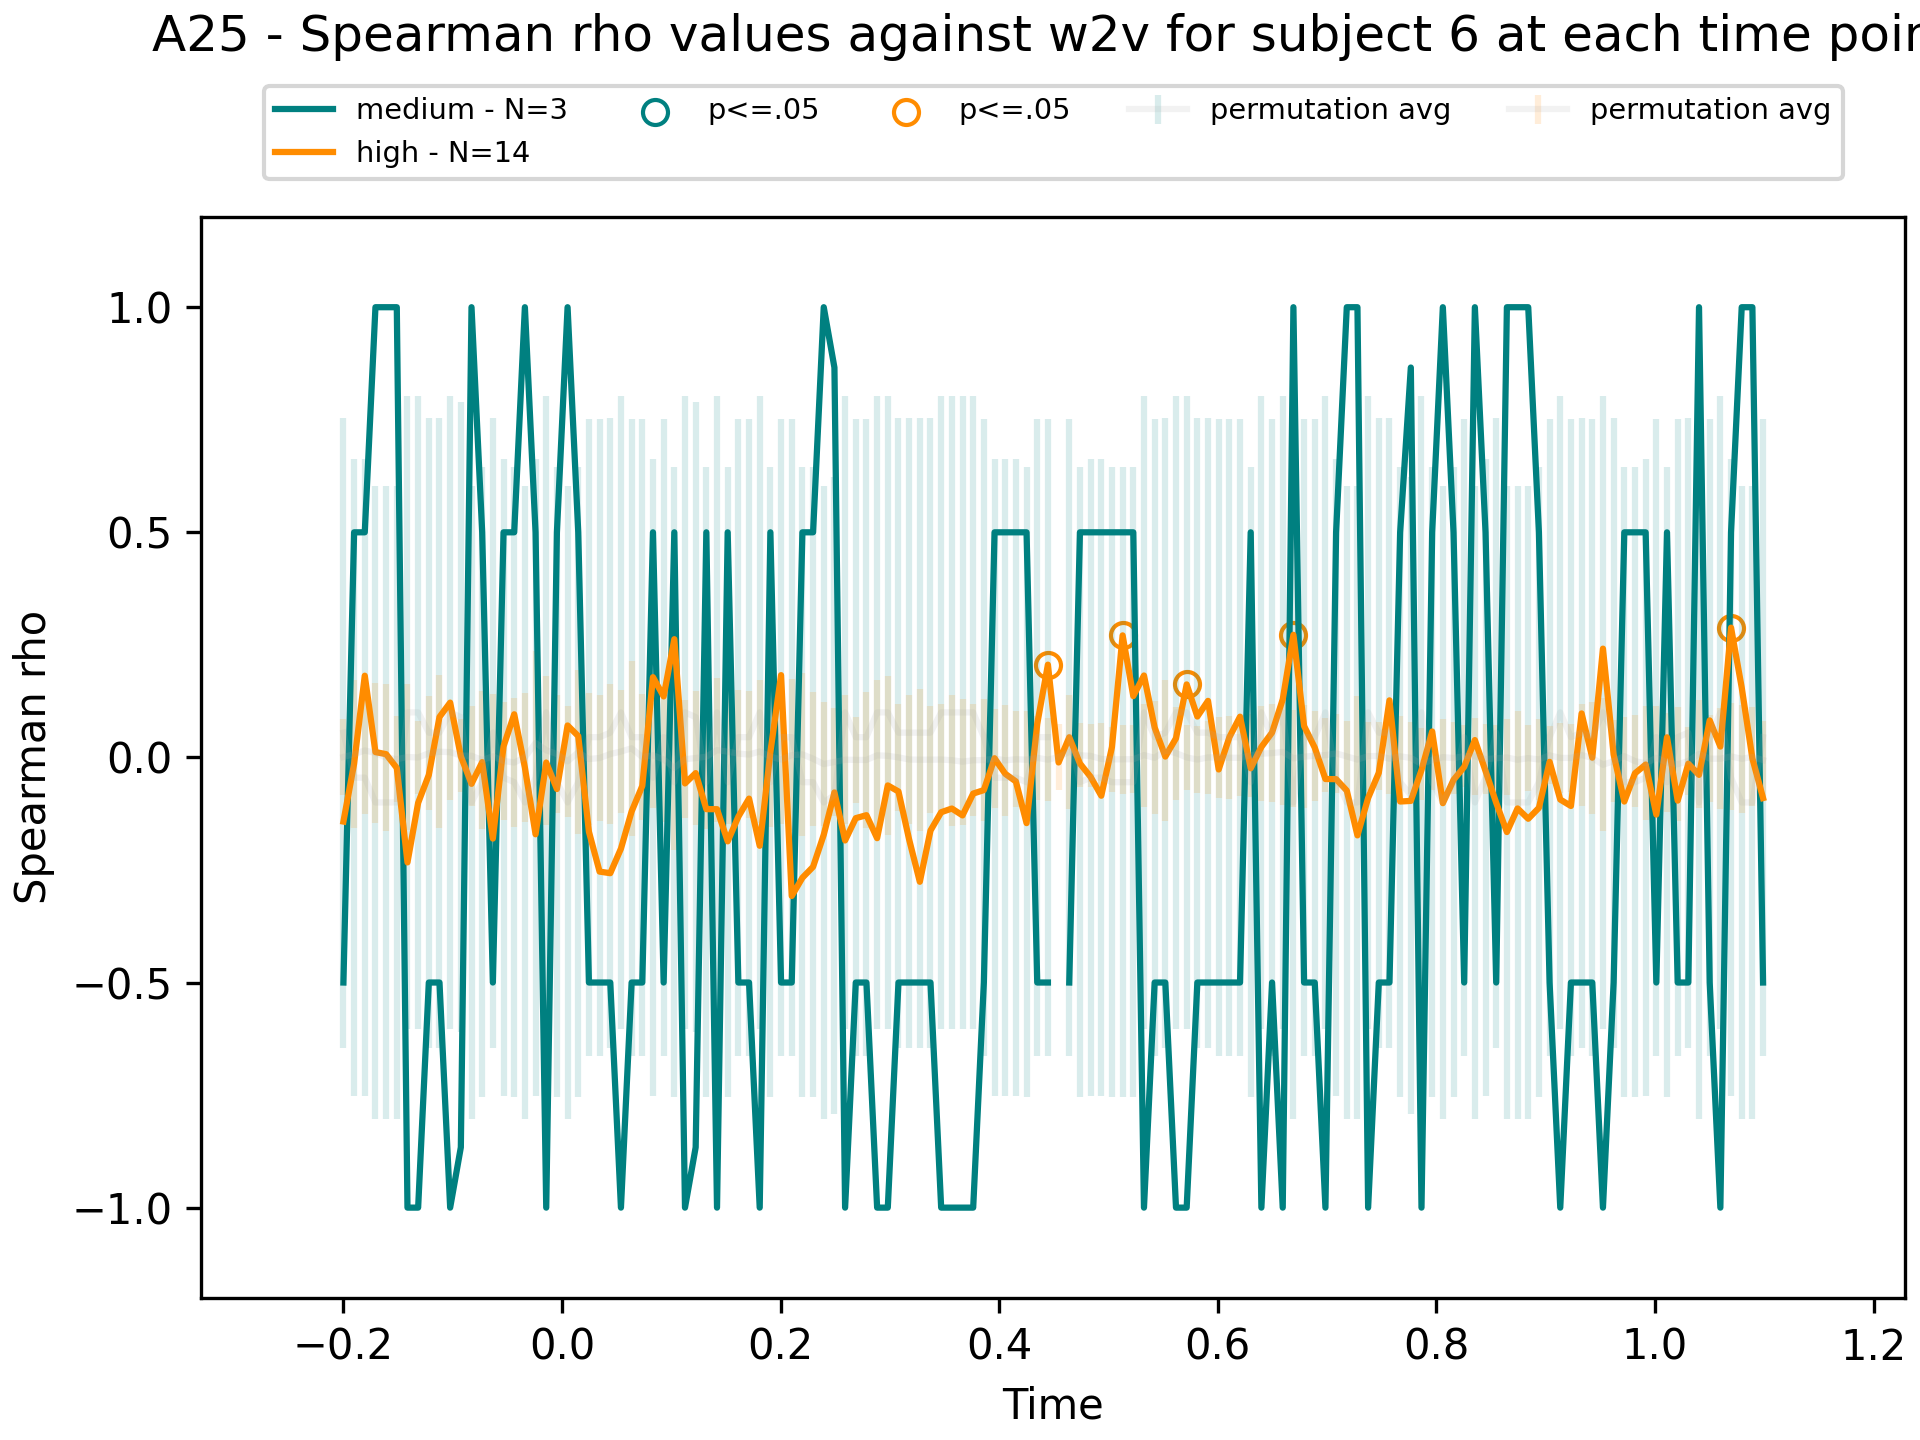 A25 - Spearman rho values against w2v for subject 6 at each time poin
medium - N=3
high - N=14
p<=.05
p<=.05
permutation avg
permutation avg
1.0
0.5
0.0
−0.5
−1.0
Spearman rho
−0.2 0.0 0.2 0.4 0.6 0.8 1.0 1.2
Time